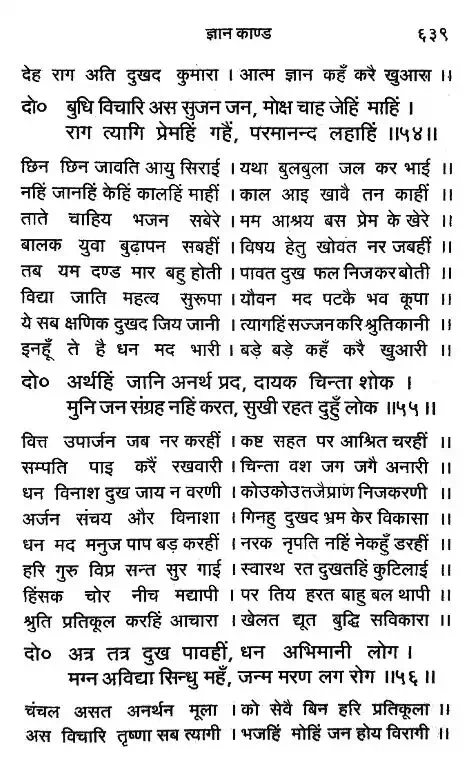 ज्ञान काण्ड ६३९
देह राग अति दुखद कुमारा । आत्म ज्ञान कहँ करै खुआरा ॥
दो० बुधि विचारि अस सुजन जन, मोक्ष चाह जेहिं माहिं ।
राग त्यागि प्रेमहिं गहैं, परमानन्द लहाहिं ॥५४॥
छिन छिन जावति आयु सिराई । यथा बुलबुला जल कर भाई ॥
नहिं जानहिं केहिं कालहिं माहीं । काल आइ खावै तन काहीं ॥
ताते चाहिय भजन सबेरे । मम आश्रय बस प्रेम के खेरे ॥
बालक युवा बुढ़ापन सबहीं । विषय हेतु खोवत नर जबहीं ॥
तब यम दण्ड मार बहु होती । पावत दुख फल निजकर बोती ॥
विद्या जाति महत्व सुरूपा । यौवन मद पटकै भव कूपा ॥
ये सब क्षणिक दुखद जिय जानी । त्यागहिं सज्जन करि श्रुतिकानी ॥
इनहूँ ते है धन मद भारी । बड़े बड़े कहँ करै खुआरी ॥
दो० अर्थहिं जानि अनर्थ प्रद, दायक चिन्ता शोक ।
मुनि जन संग्रह नहिं करत, सुखी रहत दुहुँ लोक ॥५५॥
वित्त उपार्जन जब नर करहीं । कष्ट सहत पर आश्रित चरहीं ॥
सम्पति पाइ करैं रखवारी । चिन्ता वश जग जगै अनारी ॥
धन विनाश दुख जाय न वरणी । कोउ कोउ तजै प्राण निज करणी ॥
अर्जन संचय और विनाशा । गिनहु दुखद भ्रम केर विकासा ॥
धन मद मनुज पाप बड़ करहीं । नरक नृपति नहिं नेकहुँ डरहीं ॥
हरि गुरु विप्र सन्त सुर गाई । स्वारथ रत दुखतहिं कुटिलाई ॥
हिंसक चोर नीच मद्यापी । पर तिय हरत बाहु बल थापी ॥
श्रुति प्रतिकूल करहिं आचारा । खेलत द्यूत बुद्धि सविकारा ॥
दो० अत्र तत्र दुख पावहीं, धन अभिमानी लोग ।
मग्न अविद्या सिन्धु महँ, जन्म मरण लग रोग ॥५६॥
चंचल असत अनर्थन मूला । को सेवै बिन हरि प्रतिकूला ॥
अस विचारि तृष्णा सब त्यागी । भजहिं मोहिं जन होय विरागी ॥